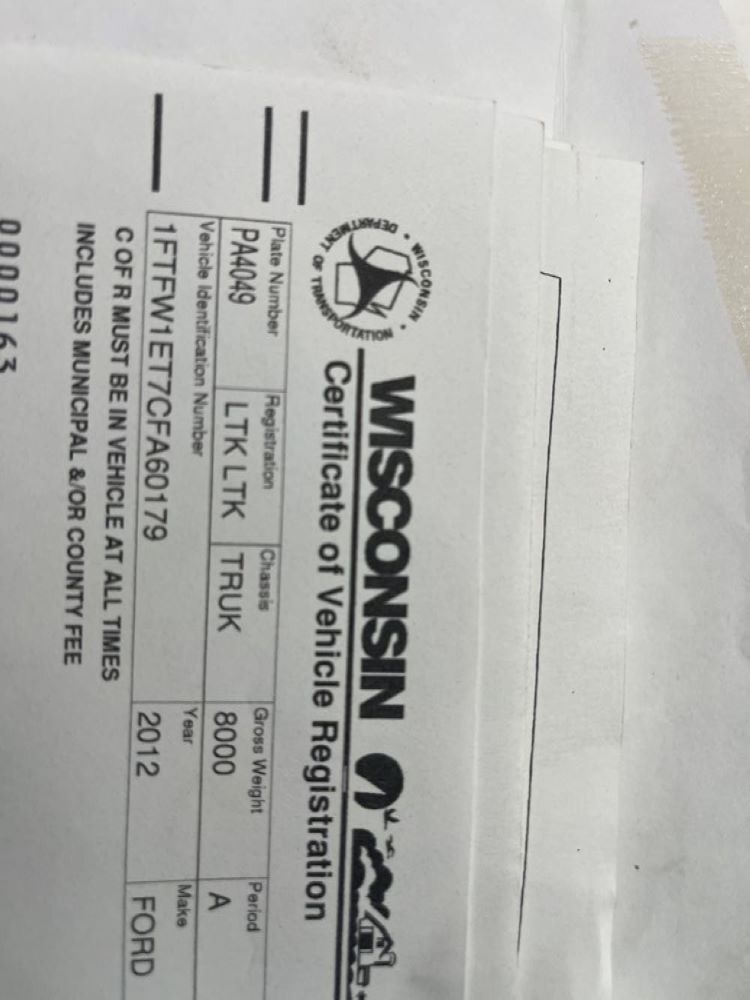 WISCONSIN
DEPARTMENT OF TRANSPORTATION • WISCONSIN •
Certificate of Vehicle Registration
Plate Number Registration Chassis Gross Weight Period
PA4049 LTK LTK TRUK 8000 A
Vehicle Identification Number Year Make
1FTFW1ET7CFA60179 2012 FORD
C OF R MUST BE IN VEHICLE AT ALL TIMES
INCLUDES MUNICIPAL &/OR COUNTY FEE
0000163